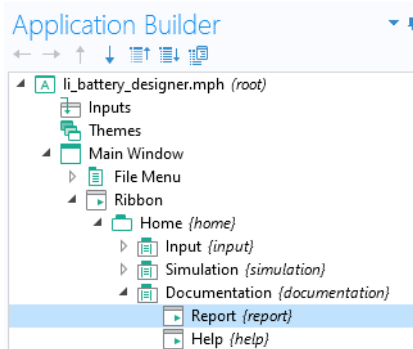 Application Builder
li_battery_designer.mph (root)
Inputs
Themes
Main Window
File Menu
Ribbon
Home {home}
Input {input}
Simulation {simulation}
Documentation {documentation}
Report {report}
Help {help}